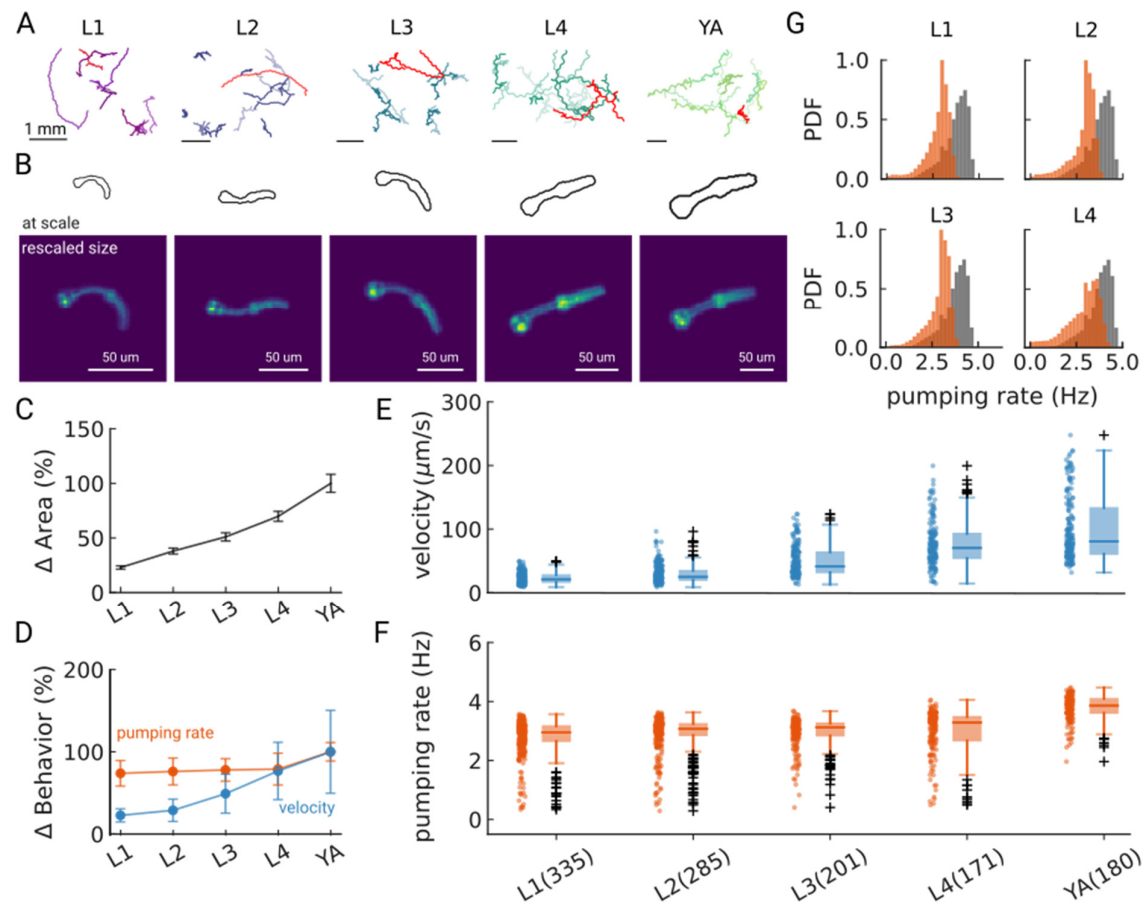 A
L1
L2
L3
L4
YA
1 mm
B
at scale
rescaled size
50 um
50 um
50 um
50 um
50 um
C
Δ Area (%)
150
100
50
0
L1
L2
L3
L4
YA
D
Δ Behavior (%)
200
100
0
pumping rate
velocity
L1
L2
L3
L4
YA
E
velocity (μm/s)
300
200
100
0
F
pumping rate (Hz)
6
4
2
0
L1(335)
L2(285)
L3(201)
L4(171)
YA(180)
G
L1
L2
PDF
1.0
0.5
0.0
L3
L4
PDF
1.0
0.5
0.0
0.0
2.5
5.0
0.0
2.5
5.0
pumping rate (Hz)